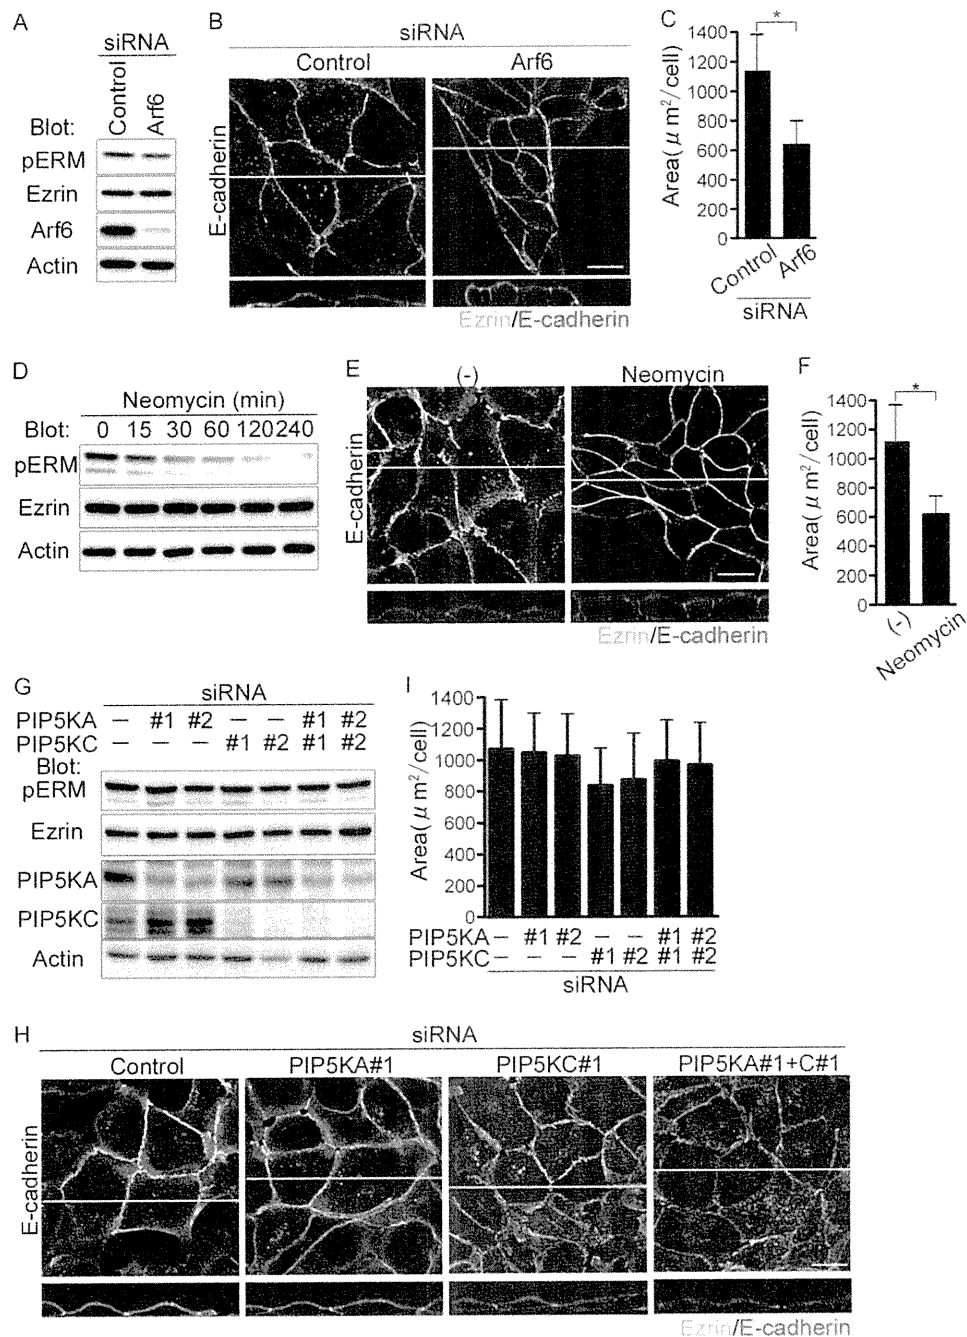 A
siRNA
Control
Arf6
Blot:
pERM
Ezrin
Arf6
Actin
B
siRNA
Control
Arf6
E-cadherin
Ezrin/E-cadherin
C
*
Area(μm²/cell)
1400
1200
1000
800
600
400
200
0
Control
Arf6
siRNA
D
Neomycin (min)
Blot: 0 15 30 60 120 240
pERM
Ezrin
Actin
E
(-)
Neomycin
E-cadherin
Ezrin/E-cadherin
F
*
Area(μm²/cell)
1400
1200
1000
800
600
400
200
0
(-)
Neomycin
G
siRNA
PIP5KA – #1 #2 – – #1 #2
PIP5KC – – – #1 #2 #1 #2
Blot:
pERM
Ezrin
PIP5KA
PIP5KC
Actin
I
Area(μm²/cell)
1400
1200
1000
800
600
400
200
0
PIP5KA – #1 #2 – – #1 #2
PIP5KC – – – #1 #2 #1 #2
siRNA
H
siRNA
Control
PIP5KA#1
PIP5KC#1
PIP5KA#1+C#1
E-cadherin
Ezrin/E-cadherin